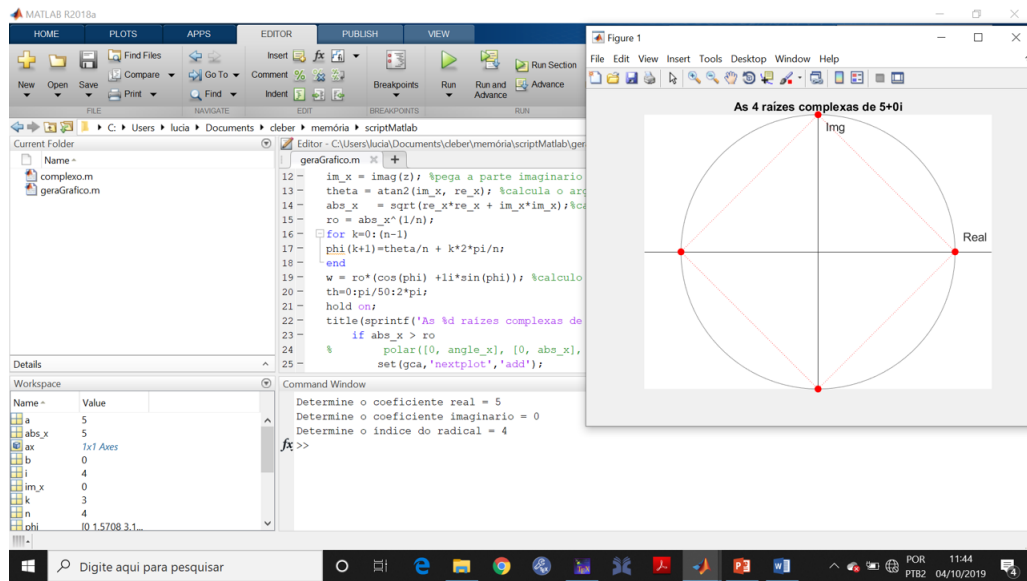 MATLAB R2018a
HOME PLOTS APPS EDITOR PUBLISH VIEW
New Open Save Find Files Compare Print
FILE
Go To Find
NAVIGATE
Insert fx
Comment %
Indent
EDIT
Breakpoints
BREAKPOINTS
Run Run and Advance Run Section Advance
RUN
C: Users lucia Documents cleber memória scriptMatlab
Current Folder
Name
complexo.m
geraGrafico.m
Details
Workspace
Name Value
a 5
abs_x 5
ax 1x1 Axes
b 0
i 4
im_x 0
k 3
n 4
phi [0 1.5708 3.1...
Editor - C:\Users\lucia\Documents\cleber\memória\scriptMatlab\ger
geraGrafico.m
12 - im_x = imag(z); %pega a parte imaginario
13 - theta = atan2(im_x, re_x); %calcula o arg
14 - abs_x = sqrt(re_x*re_x + im_x*im_x);%ca
15 - ro = abs_x^(1/n);
16 - for k=0:(n-1)
17 - phi(k+1)=theta/n + k*2*pi/n;
18 - end
19 - w = ro*(cos(phi) +1i*sin(phi)); %calculo
20 - th=0:pi/50:2*pi;
21 - hold on;
22 - title(sprintf('As %d raízes complexas de
23 - if abs_x > ro
24 % polar([0, angle_x], [0, abs_x],
25 - set(gca,'nextplot','add');
Command Window
Determine o coeficiente real = 5
Determine o coeficiente imaginario = 0
Determine o indice do radical = 4
fx >>
Figure 1
File Edit View Insert Tools Desktop Window Help
As 4 raízes complexas de 5+0i
Img
Real
Digite aqui para pesquisar
POR
PTB2
11:44
04/10/2019
4